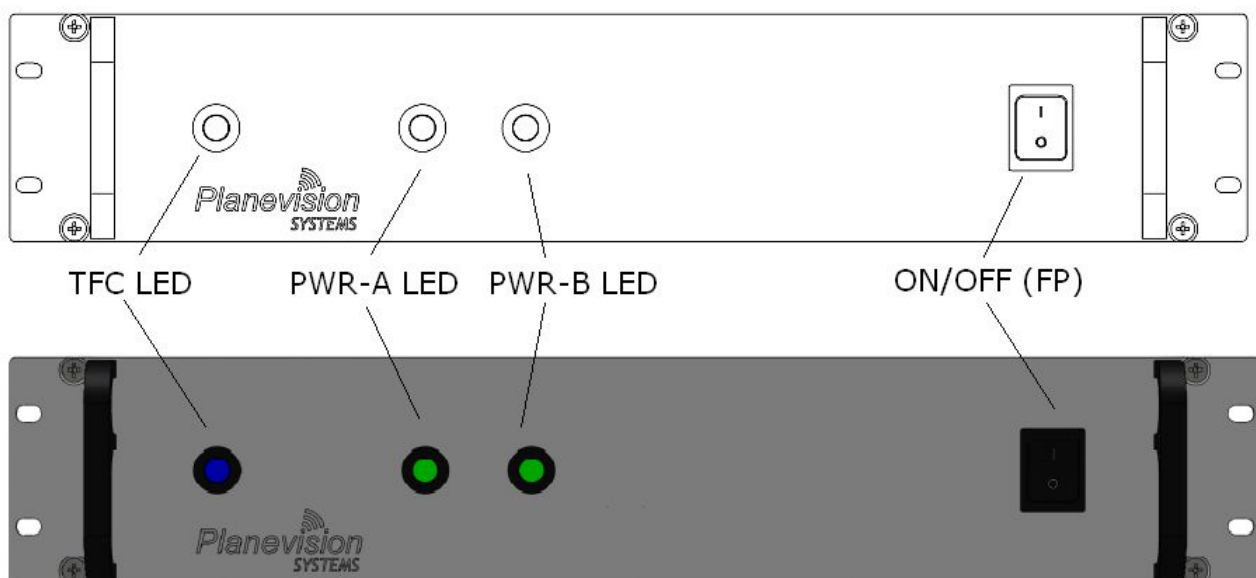 Planevision
SYSTEMS
TFC LED
PWR-A LED
PWR-B LED
ON/OFF (FP)
Planevision
SYSTEMS